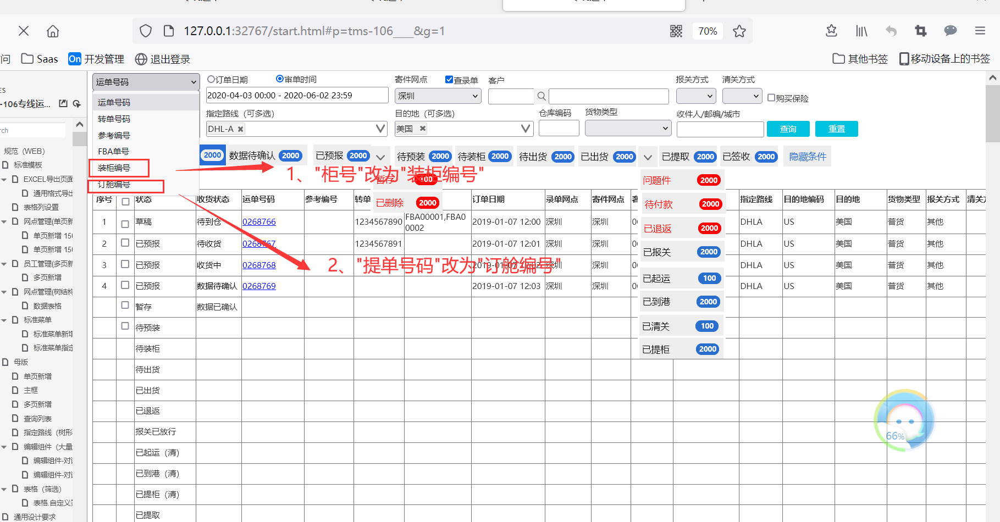 127.0.0.1:32767/start.html#p=tms-106____&g=1
70%
问
Saas
On 开发管理
退出登录
其他书签
移动设备上的书签
ES
-106专线运...
rch
规范（WEB）
标准模板
EXCEL导出页面
通用格式导出
表格列设置
网点管理(单页新
单页新增 150
单页新增 150
员工管理(多页新
多页新增
网点管理(树结构
数据表格
标准菜单
标准菜单新增
标准菜单指定
母版
单页新增
主框
多页新增
查询列表
指定路线（树形
编辑组件（大量
编辑组件-对话
编辑组件-对话
表格（筛选）
表格.自定义筛
通用设计要求
运单号码
运单号码
转单号码
参考编号
FBA单号
装柜编号
订舱编号
订单日期 审单时间
2020-04-03 00:00 - 2020-06-02 23:59
寄件网点 查录单 客户
深圳
报关方式 清关方式
购买保险
指定路线（可多选）
DHL-A ×
目的地（可多选）
美国 ×
仓库编码 货物类型
收件人/邮编/城市
查询 重置
2000 数据待确认 2000 已预报 2000 待预装 2000 待装柜 2000 待出货 2000 已出货 2000 已提取 2000 已签收 2000 隐藏条件
暂存
已删除 2000
问题件 2000
待付款 2000
已退返 2000
已报关 2000
已起运 100
已到港 2000
已清关 100
已提柜 2000
1、"柜号"改为"装柜编号"
2、"提单号码"改为"订舱编号"
序号 状态 收货状态 运单号码 参考编号 转单 订单日期 录单网点 寄件网点 指定路线 目的地编码 目的地 货物类型 报关方式 清关方
1 草稿 待到仓 0268766 1234567890 FBA00001,FBA0
0002 2019-01-07 12:00 深圳 深圳 DHLA US 美国 普货 其他
2 已预报 待收货 0268767 1234567891 2019-01-07 12:01 深圳 深圳 DHLA US 美国 普货 其他
3 已预报 收货中 0268768 2019-01-07 12:02 深圳 深圳 DHLA US 美国 普货 其他
4 已预报 数据待确认 0268769 2019-01-07 12:03 深圳 深圳 DHLA US 美国 普货 其他
暂存 数据已确认
待预装
待装柜
待出货
已出货
已退返
报关已放行
已起运（清）
已到港（清）
已提柜（清）
已提取
66%